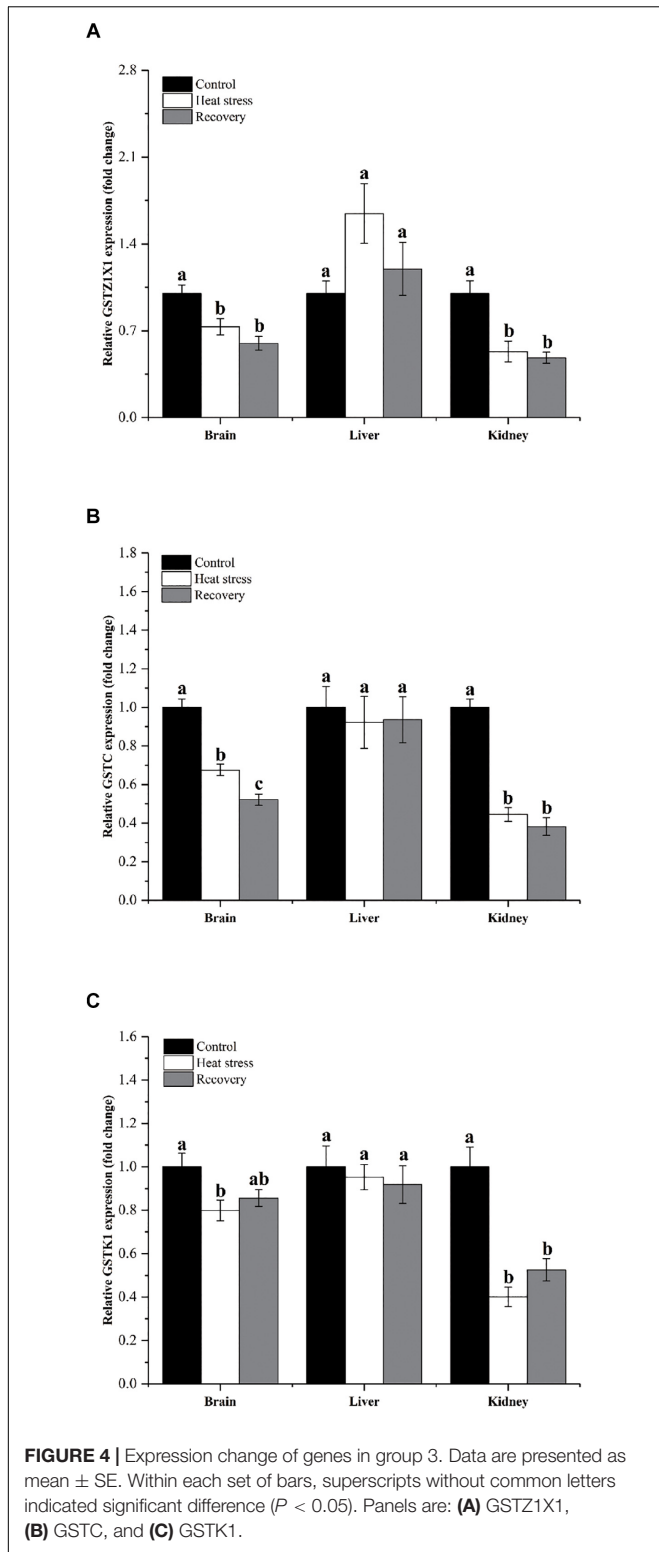 A
Relative GSTZ1X1 expression (fold change)
2.8
2.1
1.4
0.7
0.0
Control
Heat stress
Recovery
a
b
b
a
a
a
a
b
b
Brain
Liver
Kidney
B
Relative GSTC expression (fold change)
1.8
1.6
1.4
1.2
1.0
0.8
0.6
0.4
0.2
0.0
Control
Heat stress
Recovery
a
b
c
a
a
a
a
b
b
Brain
Liver
Kidney
C
Relative GSTK1 expression (fold change)
1.6
1.4
1.2
1.0
0.8
0.6
0.4
0.2
0.0
Control
Heat stress
Recovery
a
b
ab
a
a
a
a
b
b
Brain
Liver
Kidney
FIGURE 4 | Expression change of genes in group 3. Data are presented as
mean ± SE. Within each set of bars, superscripts without common letters
indicated significant difference (P < 0.05). Panels are: (A) GSTZ1X1,
(B) GSTC, and (C) GSTK1.